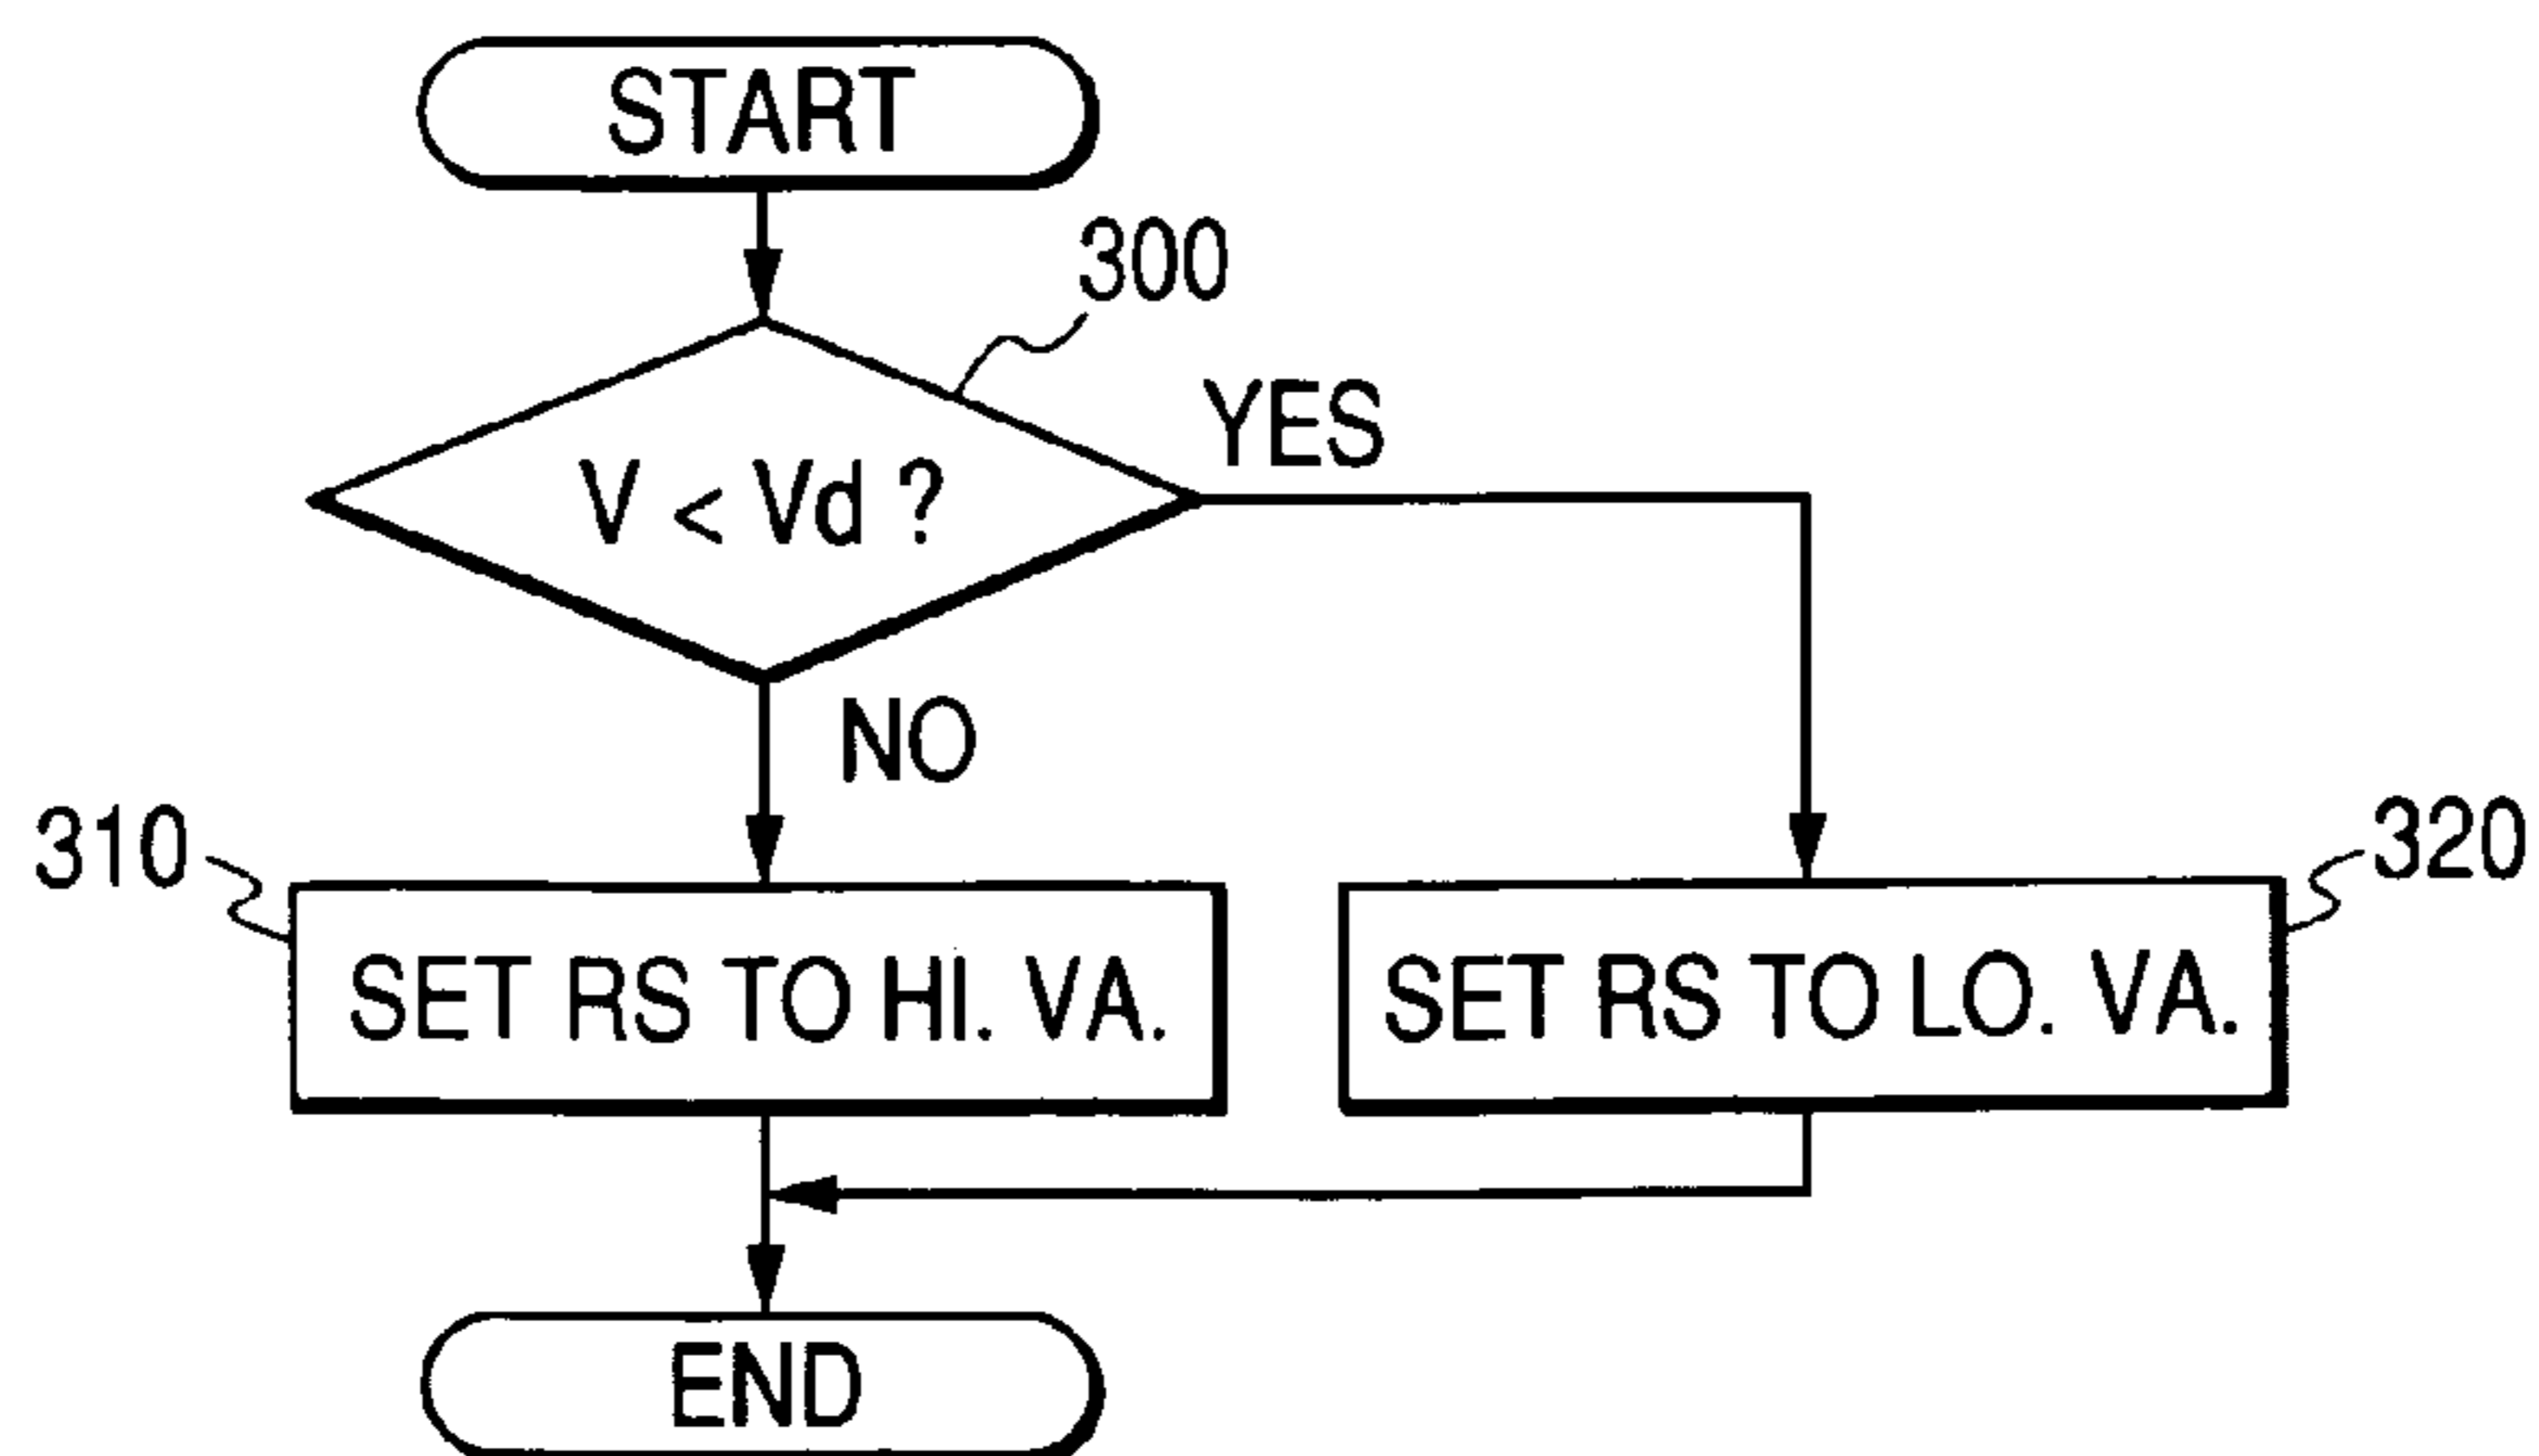 START
300
V < Vd ?
YES
NO
310
SET RS TO HI. VA.
320
SET RS TO LO. VA.
END